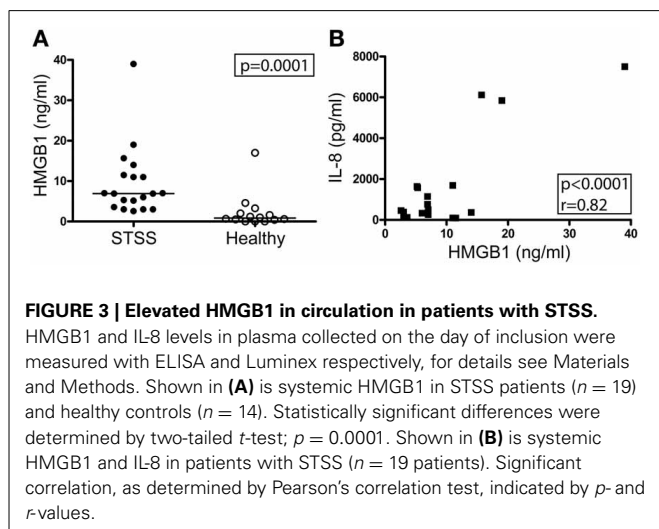 A
B
p=0.0001
HMGB1 (ng/ml)
40
30
20
10
0
STSS Healthy
IL-8 (pg/ml)
8000
6000
4000
2000
0
p<0.0001
r=0.82
0 10 20 30 40
HMGB1 (ng/ml)
FIGURE 3 | Elevated HMGB1 in circulation in patients with STSS.
HMGB1 and IL-8 levels in plasma collected on the day of inclusion were
measured with ELISA and Luminex respectively, for details see Materials
and Methods. Shown in (A) is systemic HMGB1 in STSS patients (n = 19)
and healthy controls (n = 14). Statistically significant differences were
determined by two-tailed t-test; p = 0.0001. Shown in (B) is systemic
HMGB1 and IL-8 in patients with STSS (n = 19 patients). Significant
correlation, as determined by Pearson's correlation test, indicated by p- and
r-values.